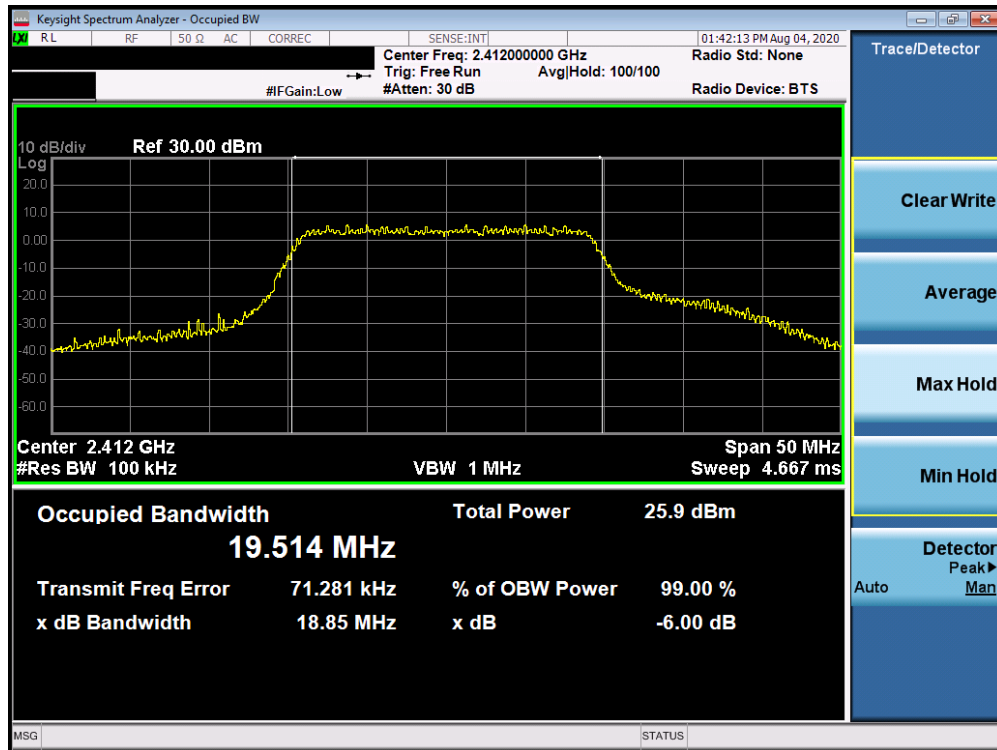 Keysight Spectrum Analyzer - Occupied BW
LXI RL RF 50 Ω AC CORREC SENSE:INT 01:42:13 PM Aug 04, 2020
Center Freq: 2.412000000 GHz Radio Std: None
Trig: Free Run Avg|Hold: 100/100
#IFGain:Low #Atten: 30 dB Radio Device: BTS
10 dB/div Ref 30.00 dBm
Log
20.0
10.0
0.00
-10.0
-20.0
-30.0
-40.0
-50.0
-60.0
Center 2.412 GHz Span 50 MHz
#Res BW 100 kHz VBW 1 MHz Sweep 4.667 ms
Occupied Bandwidth Total Power 25.9 dBm
19.514 MHz
Transmit Freq Error 71.281 kHz % of OBW Power 99.00 %
x dB Bandwidth 18.85 MHz x dB -6.00 dB
MSG STATUS
Trace/Detector
Clear Write
Average
Max Hold
Min Hold
Detector
Peak▶
Auto Man